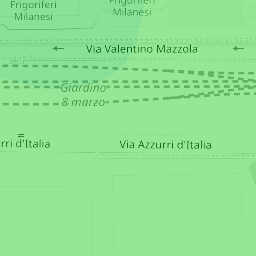 Frigoriferi
Milanesi
Frigoriferi
Milanesi
Via Valentino Mazzola
Giardino
8 marzo
rri d'Italia
Via Azzurri d'Italia